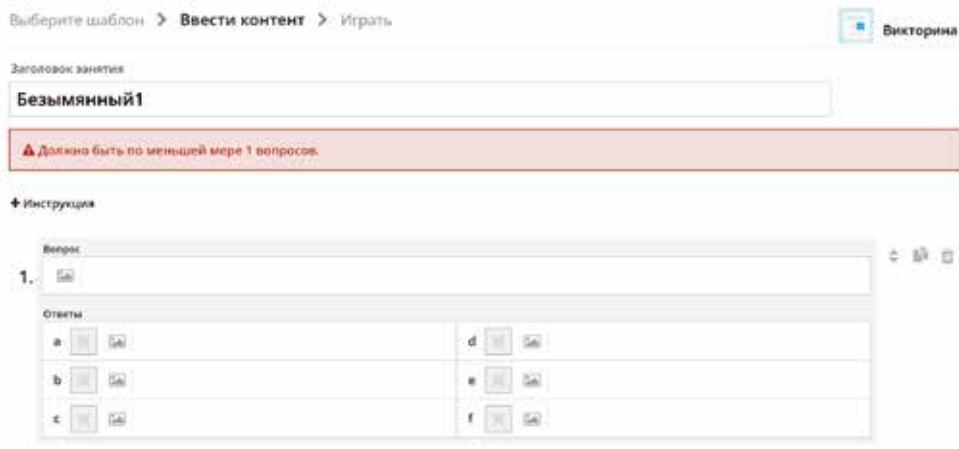 Выберите шаблон > Ввести контент > Играть
Викторина
Заголовок занятия
Безымянный1
Должно быть по меньшей мере 1 вопросов.
+ Инструкция
Вопрос
1.
Ответы
a d
b e
c f